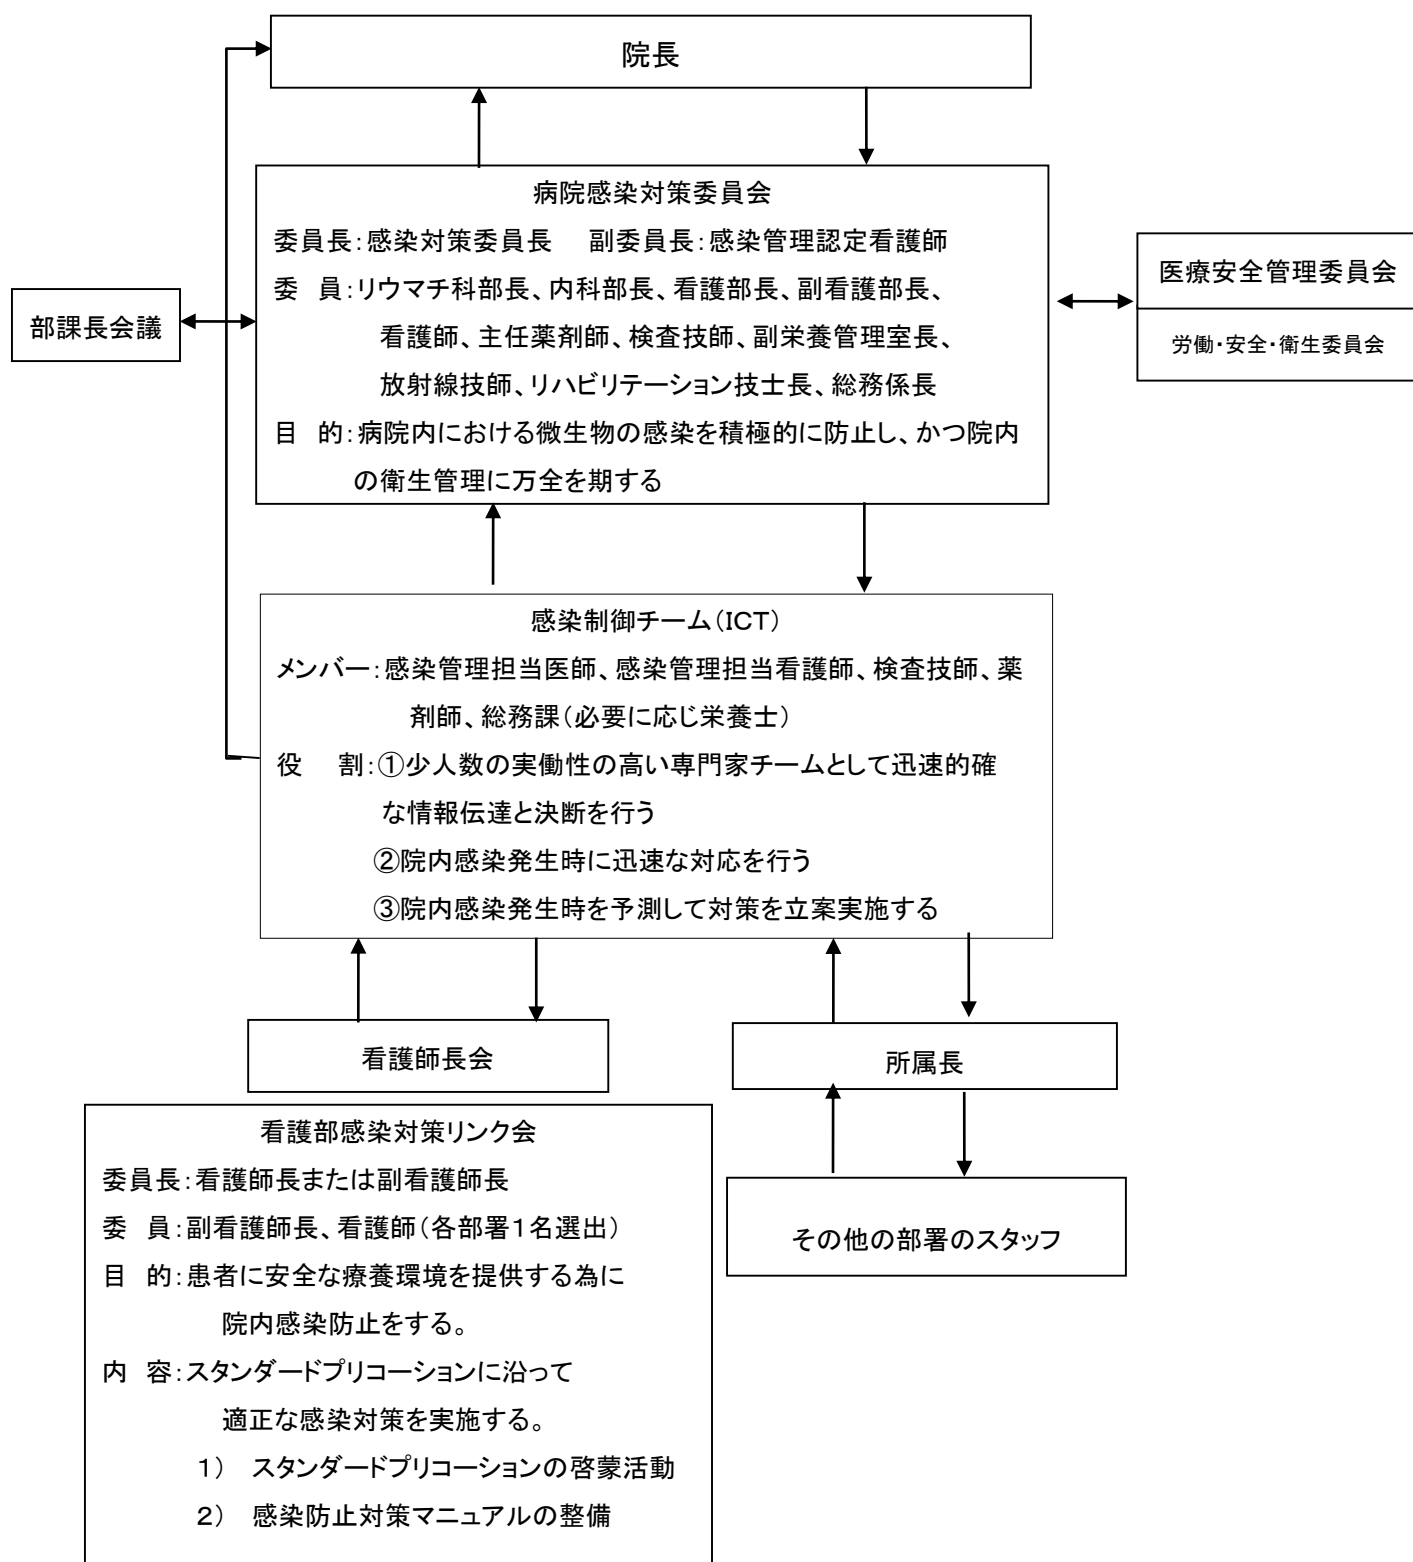 院長
病院感染対策委員会
委員長：感染対策委員長　副委員長：感染管理認定看護師
委　員：リウマチ科部長、内科部長、看護部長、副看護部長、
看護師、主任薬剤師、検査技師、副栄養管理室長、
放射線技師、リハビリテーション技士長、総務係長
目　的：病院内における微生物の感染を積極的に防止し、かつ院内
の衛生管理に万全を期する
部課長会議
医療安全管理委員会
労働・安全・衛生委員会
感染制御チーム（ＩＣＴ）
メンバー：感染管理担当医師、感染管理担当看護師、検査技師、薬
剤師、総務課（必要に応じ栄養士）
役　割：①少人数の実働性の高い専門家チームとして迅速的確
な情報伝達と決断を行う
②院内感染発生時に迅速な対応を行う
③院内感染発生時を予測して対策を立案実施する
看護師長会
所属長
看護部感染対策リンク会
委員長：看護師長または副看護師長
委　員：副看護師長、看護師（各部署１名選出）
目　的：患者に安全な療養環境を提供する為に
院内感染防止をする。
内　容：スタンダードプリコーションに沿って
適正な感染対策を実施する。
１）　スタンダードプリコーションの啓蒙活動
２）　感染防止対策マニュアルの整備
その他の部署のスタッフ